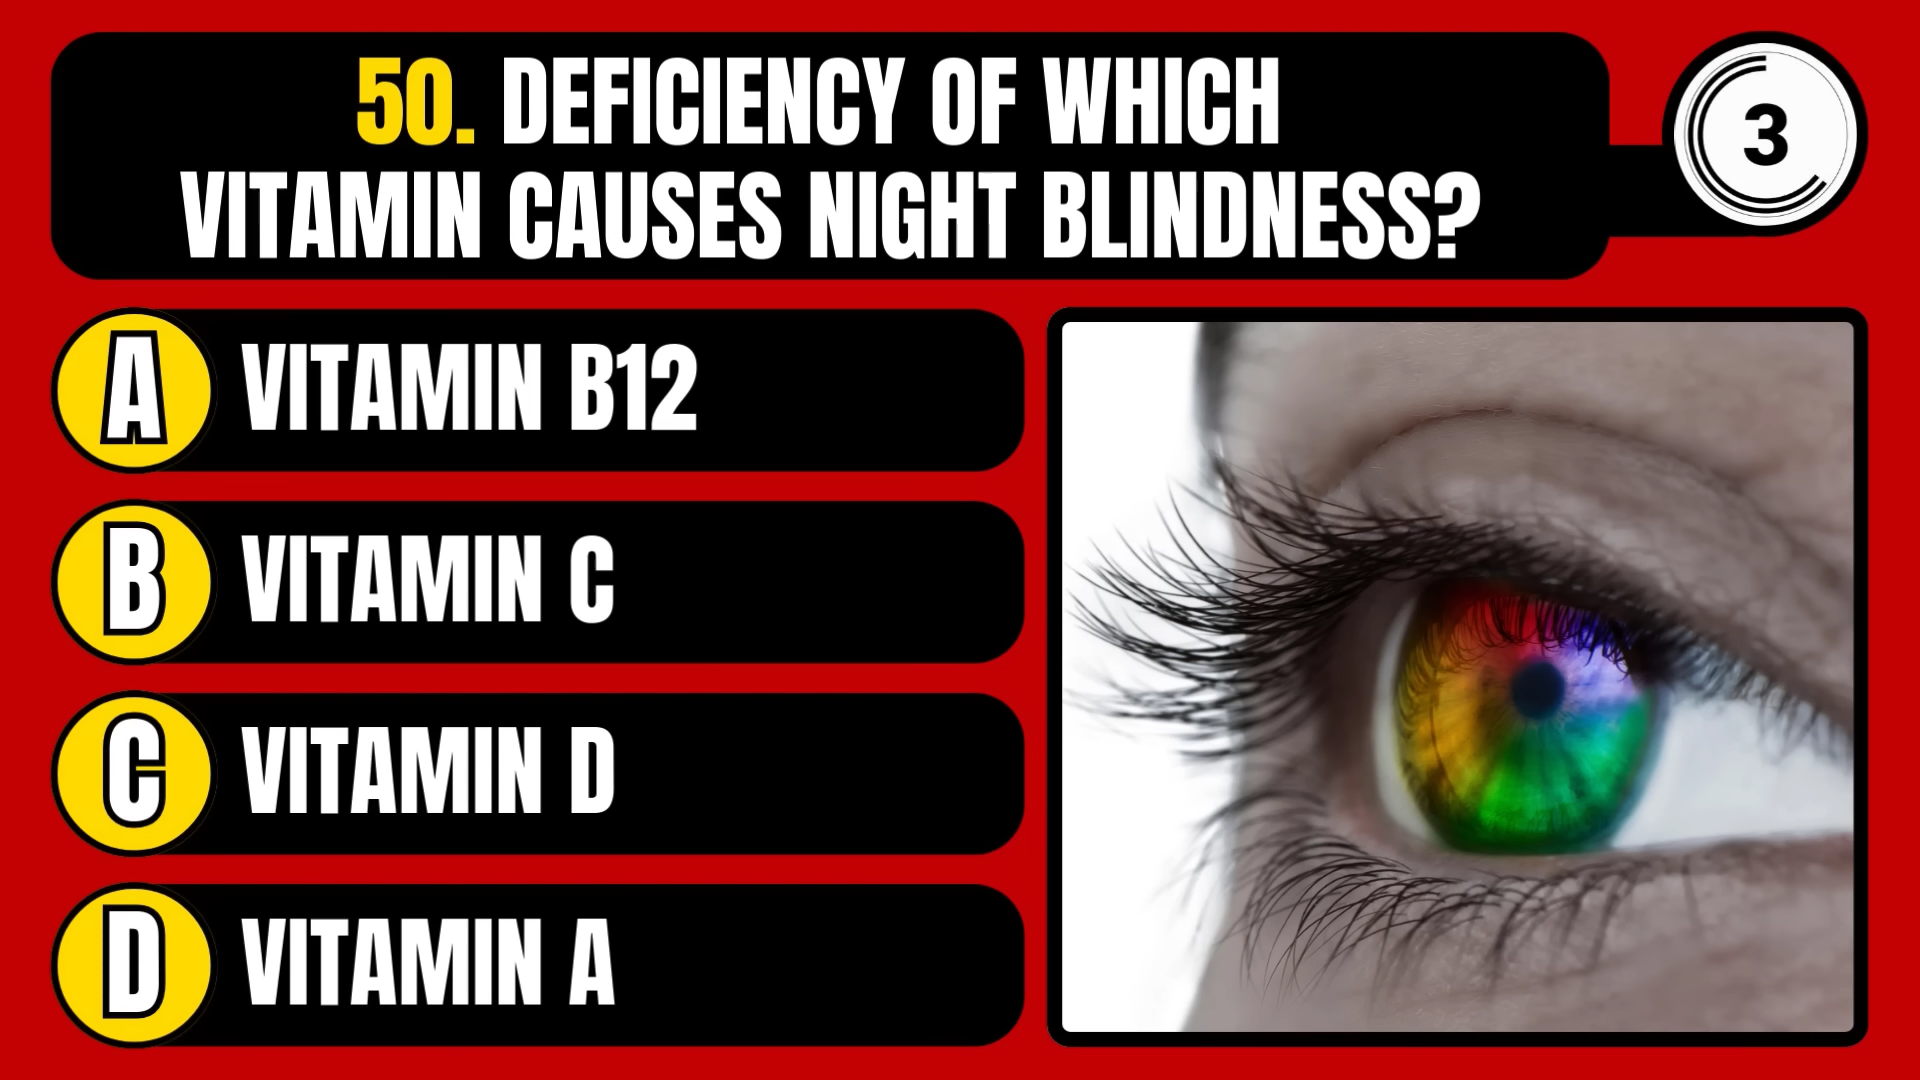 50. DEFICIENCY OF WHICH
VITAMIN CAUSES NIGHT BLINDNESS?
3
A VITAMIN B12
B VITAMIN C
C VITAMIN D
D VITAMIN A